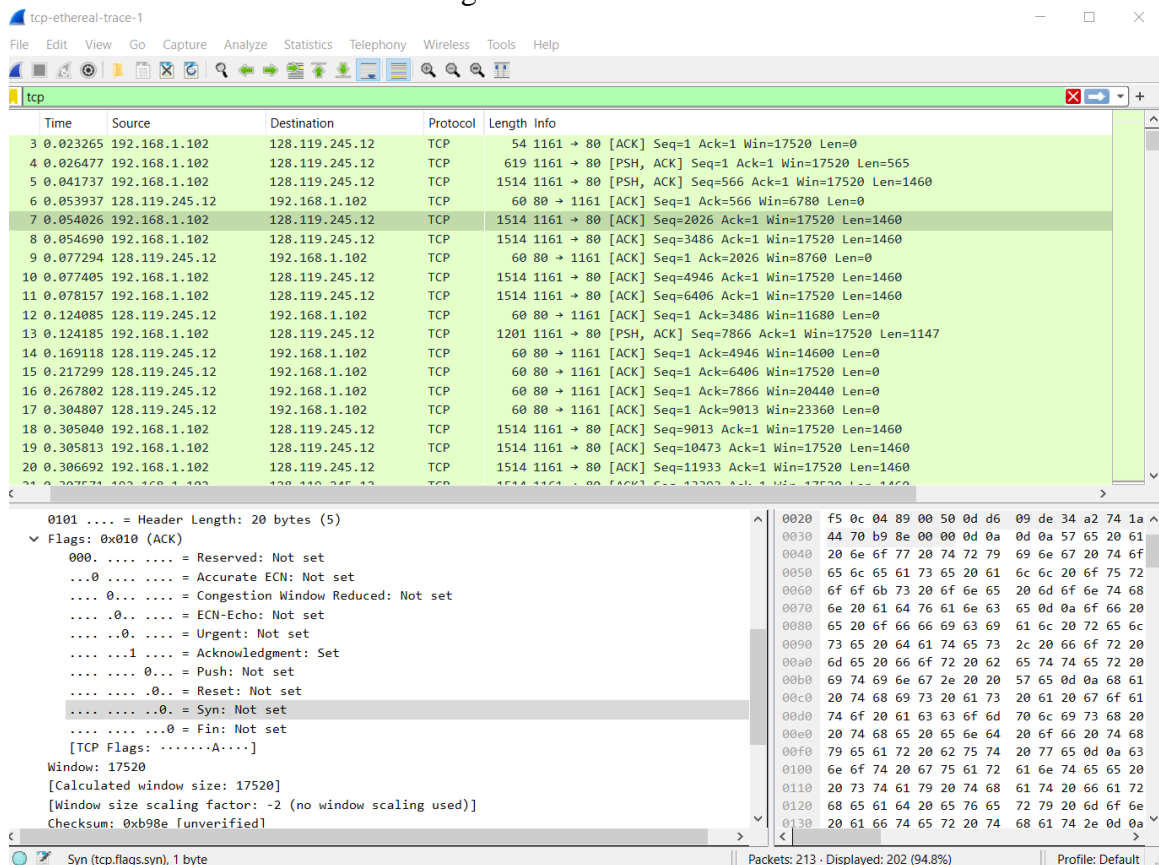 tcp-ethereal-trace-1
File Edit View Go Capture Analyze Statistics Telephony Wireless Tools Help
tcp
Time Source Destination Protocol Length Info
3 0.023265 192.168.1.102 128.119.245.12 TCP 54 1161 → 80 [ACK] Seq=1 Ack=1 Win=17520 Len=0
4 0.026477 192.168.1.102 128.119.245.12 TCP 619 1161 → 80 [PSH, ACK] Seq=1 Ack=1 Win=17520 Len=565
5 0.041737 192.168.1.102 128.119.245.12 TCP 1514 1161 → 80 [PSH, ACK] Seq=566 Ack=1 Win=17520 Len=1460
6 0.053937 128.119.245.12 192.168.1.102 TCP 60 80 → 1161 [ACK] Seq=1 Ack=566 Win=6780 Len=0
7 0.054026 192.168.1.102 128.119.245.12 TCP 1514 1161 → 80 [ACK] Seq=2026 Ack=1 Win=17520 Len=1460
8 0.054690 192.168.1.102 128.119.245.12 TCP 1514 1161 → 80 [ACK] Seq=3486 Ack=1 Win=17520 Len=1460
9 0.077294 128.119.245.12 192.168.1.102 TCP 60 80 → 1161 [ACK] Seq=1 Ack=2026 Win=8760 Len=0
10 0.077405 192.168.1.102 128.119.245.12 TCP 1514 1161 → 80 [ACK] Seq=4946 Ack=1 Win=17520 Len=1460
11 0.078157 192.168.1.102 128.119.245.12 TCP 1514 1161 → 80 [ACK] Seq=6406 Ack=1 Win=17520 Len=1460
12 0.124085 128.119.245.12 192.168.1.102 TCP 60 80 → 1161 [ACK] Seq=1 Ack=3486 Win=11680 Len=0
13 0.124185 192.168.1.102 128.119.245.12 TCP 1201 1161 → 80 [PSH, ACK] Seq=7866 Ack=1 Win=17520 Len=1147
14 0.169118 128.119.245.12 192.168.1.102 TCP 60 80 → 1161 [ACK] Seq=1 Ack=4946 Win=14600 Len=0
15 0.217299 128.119.245.12 192.168.1.102 TCP 60 80 → 1161 [ACK] Seq=1 Ack=6406 Win=17520 Len=0
16 0.267802 128.119.245.12 192.168.1.102 TCP 60 80 → 1161 [ACK] Seq=1 Ack=7866 Win=20440 Len=0
17 0.304807 128.119.245.12 192.168.1.102 TCP 60 80 → 1161 [ACK] Seq=1 Ack=9013 Win=23360 Len=0
18 0.305040 192.168.1.102 128.119.245.12 TCP 1514 1161 → 80 [ACK] Seq=9013 Ack=1 Win=17520 Len=1460
19 0.305813 192.168.1.102 128.119.245.12 TCP 1514 1161 → 80 [ACK] Seq=10473 Ack=1 Win=17520 Len=1460
20 0.306692 192.168.1.102 128.119.245.12 TCP 1514 1161 → 80 [ACK] Seq=11933 Ack=1 Win=17520 Len=1460
0101 .... = Header Length: 20 bytes (5)
Flags: 0x010 (ACK)
000. .... .... = Reserved: Not set
...0 .... .... = Accurate ECN: Not set
.... 0... .... = Congestion Window Reduced: Not set
.... .0.. .... = ECN-Echo: Not set
.... ..0. .... = Urgent: Not set
.... ...1 .... = Acknowledgment: Set
.... .... 0... = Push: Not set
.... .... .0.. = Reset: Not set
.... .... ..0. = Syn: Not set
.... .... ...0 = Fin: Not set
[TCP Flags: ·······A····]
Window: 17520
[Calculated window size: 17520]
[Window size scaling factor: -2 (no window scaling used)]
Checksum: 0xb98e [unverified]
0020 f5 0c 04 89 00 50 0d d6 09 de 34 a2 74 1a
0030 44 70 b9 8e 00 00 0d 0a 0d 0a 57 65 20 61
0040 20 6e 6f 77 20 74 72 79 69 6e 67 20 74 6f
0050 65 6c 65 61 73 65 20 61 6c 6c 20 6f 75 72
0060 6f 6f 6b 73 20 6f 6e 65 20 6d 6f 6e 74 68
0070 6e 20 61 64 76 61 6e 63 65 0d 0a 6f 66 20
0080 65 20 6f 66 66 69 63 69 61 6c 20 72 65 6c
0090 73 65 20 64 61 74 65 73 2c 20 66 6f 72 20
00a0 6d 65 20 66 6f 72 20 62 65 74 74 65 72 20
00b0 69 74 69 6e 67 2e 20 20 57 65 0d 0a 68 61
00c0 20 74 68 69 73 20 61 73 20 61 20 67 6f 61
00d0 74 6f 20 61 63 63 6f 6d 70 6c 69 73 68 20
00e0 20 74 68 65 20 65 6e 64 20 6f 66 20 74 68
00f0 79 65 61 72 20 62 75 74 20 77 65 0d 0a 63
0100 6e 6f 74 20 67 75 61 72 61 6e 74 65 65 20
0110 20 73 74 61 79 20 74 68 61 74 20 66 61 72
0120 68 65 61 64 20 65 76 65 72 79 20 6d 6f 6e
0130 20 61 66 74 65 72 20 74 68 61 74 2e 0d 0a
Syn (tcp.flags.syn), 1 byte
Packets: 213 · Displayed: 202 (94.8%)
Profile: Default